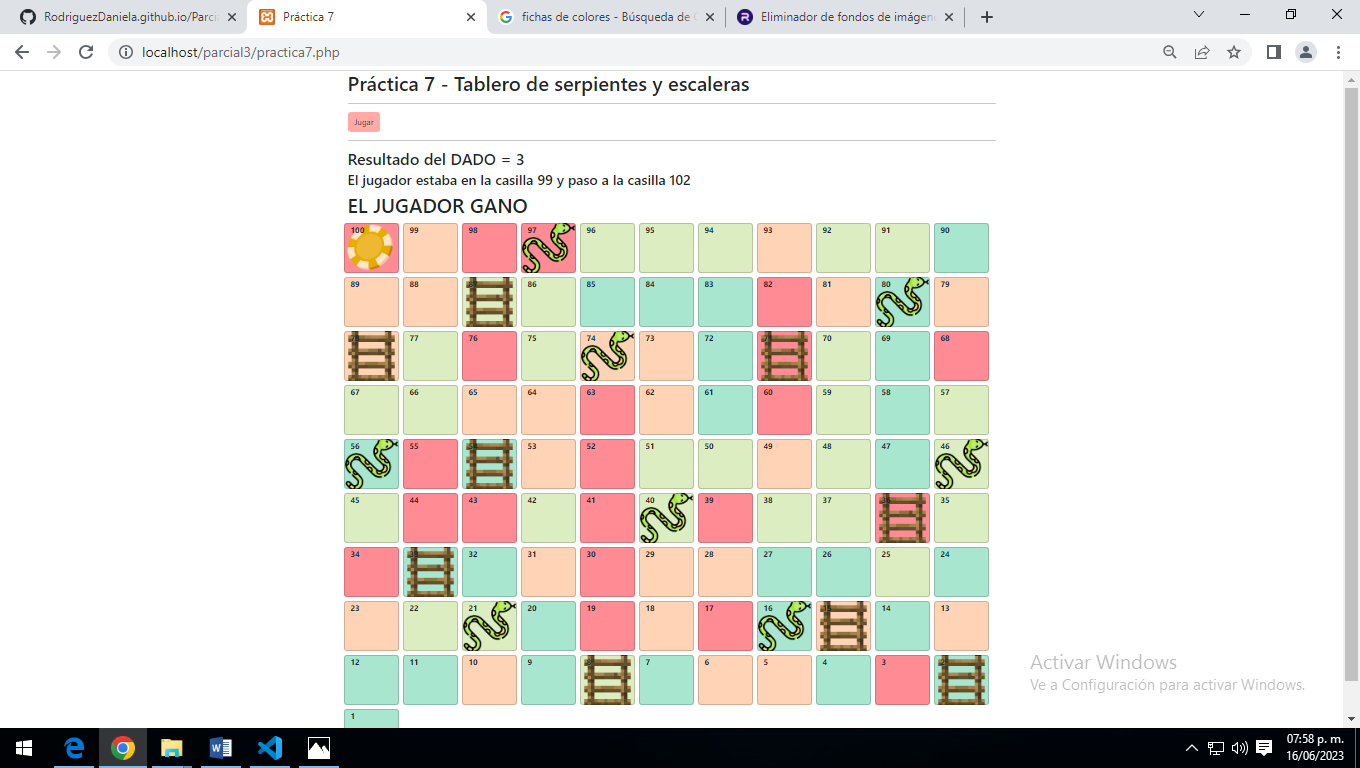 RodriguezDaniela.github.io/Parcia
Práctica 7
fichas de colores - Búsqueda de G
Eliminador de fondos de imágene
localhost/parcial3/practica7.php
Práctica 7 - Tablero de serpientes y escaleras
Jugar
Resultado del DADO = 3
El jugador estaba en la casilla 99 y paso a la casilla 102
EL JUGADOR GANO
100 99 98 97 96 95 94 93 92 91 90
89 88 86 85 84 83 82 81 80 79
77 76 75 74 73 72 70 69 68
67 66 65 64 63 62 61 60 59 58 57
56 55 53 52 51 50 49 48 47 46
45 44 43 42 41 40 39 38 37 35
34 32 31 30 29 28 27 26 25 24
23 22 21 20 19 18 17 16 14 13
12 11 10 9 7 6 5 4 3
1
Activar Windows
Ve a Configuración para activar Windows.
07:58 p. m.
16/06/2023